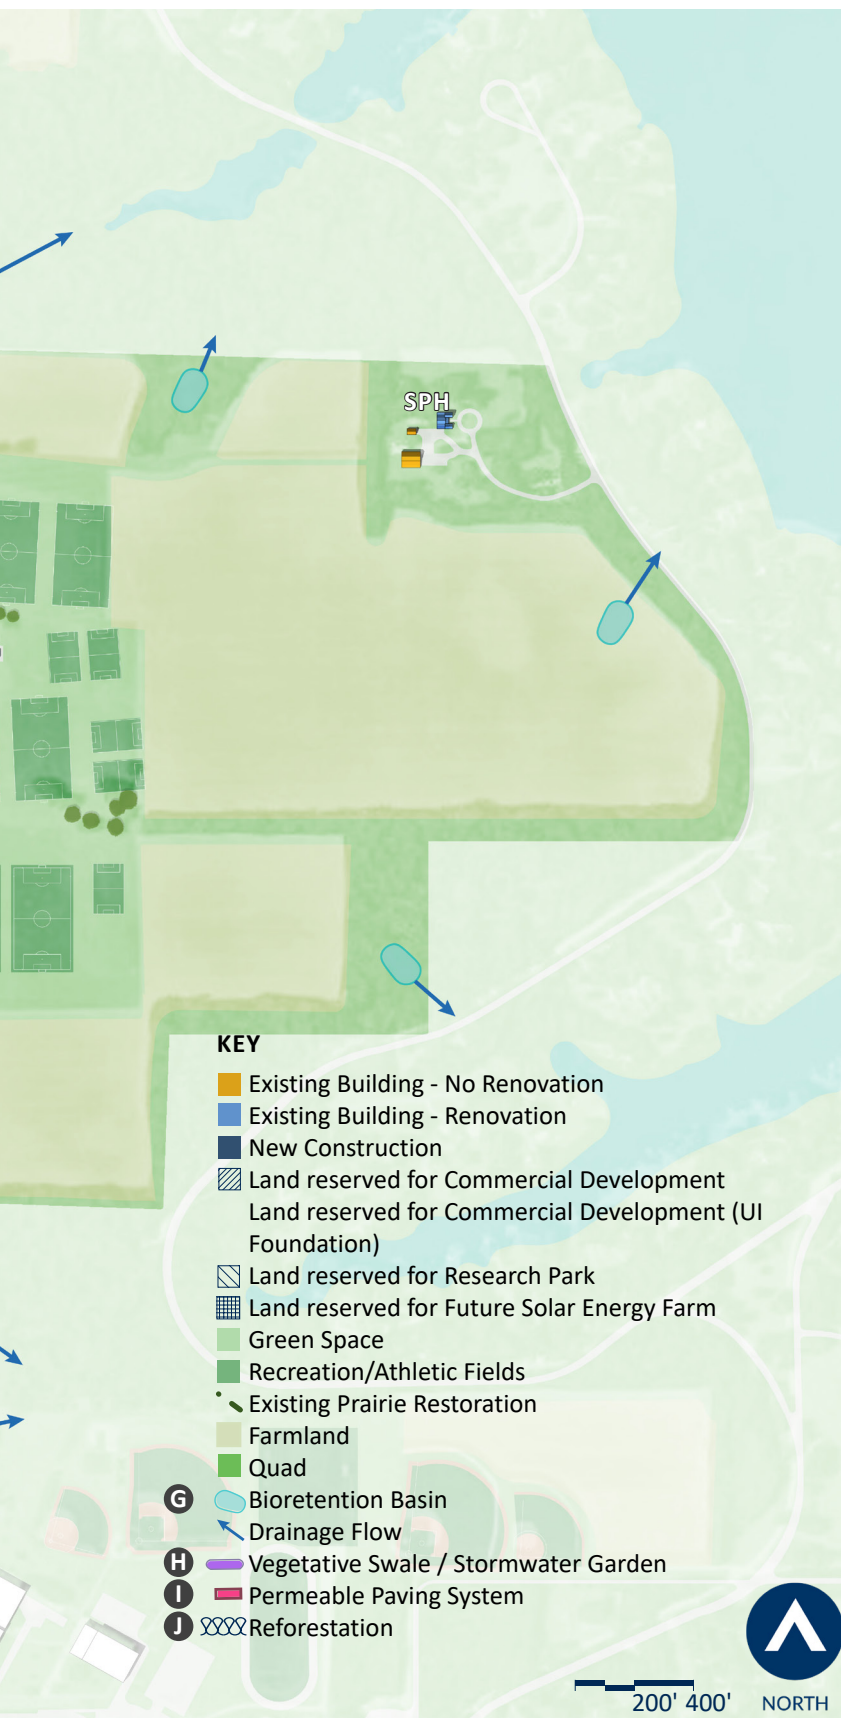 SPH
KEY
Existing Building - No Renovation
Existing Building - Renovation
New Construction
Land reserved for Commercial Development
Land reserved for Commercial Development (UI
Foundation)
Land reserved for Research Park
Land reserved for Future Solar Energy Farm
Green Space
Recreation/Athletic Fields
Existing Prairie Restoration
Farmland
Quad
G Bioretention Basin
Drainage Flow
H Vegetative Swale / Stormwater Garden
I Permeable Paving System
J Reforestation
200' 400'
NORTH